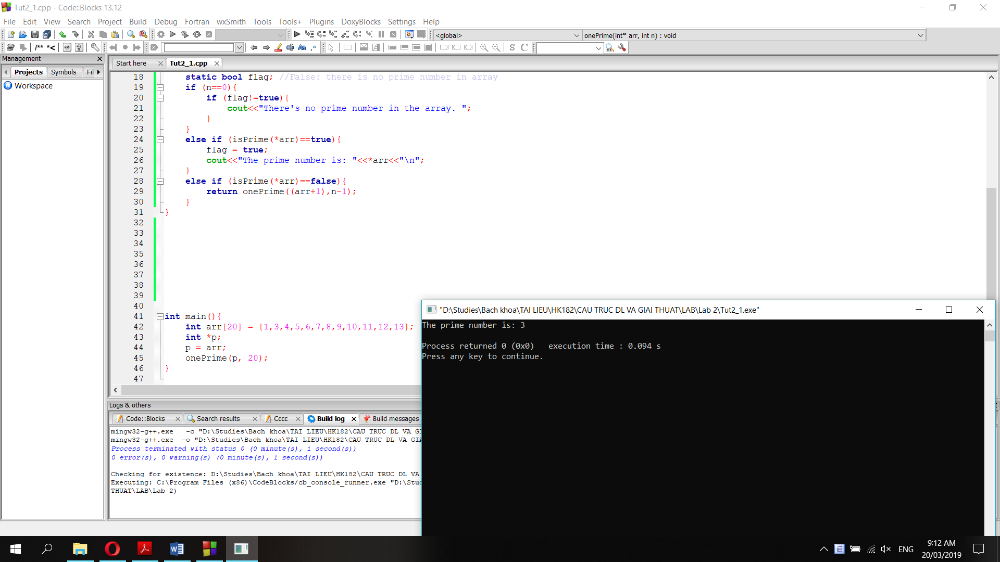 Tut2_1.cpp - Code::Blocks 13.12
File Edit View Search Project Build Debug Fortran wxSmith Tools Tools+ Plugins DoxyBlocks Settings Help
<global> onePrime(int* arr, int n) : void
/** *<
Aa .*
S C
Management
Start here Tut2_1.cpp
Projects Symbols Fil
Workspace
18 static bool flag; //False: there is no prime number in array
19 if (n==0){
20 if (flag!=true){
21 cout<<"There's no prime number in the array. ";
22 }
23 }
24 else if (isPrime(*arr)==true){
25 flag = true;
26 cout<<"The prime number is: "<<*arr<<"\n";
27 }
28 else if (isPrime(*arr)==false){
29 return onePrime((arr+1),n-1);
30 }
31 }
32
33
34
35
36
37
38
39
40
41 int main(){
42 int arr[20] = {1,3,4,5,6,7,8,9,10,11,12,13};
43 int *p;
44 p = arr;
45 onePrime(p, 20);
46 }
47
"D:\Studies\Bach khoa\TAI LIEU\HK182\CAU TRUC DL VA GIAI THUAT\LAB\Lab 2\Tut2_1.exe"
The prime number is: 3
Process returned 0 (0x0) execution time : 0.094 s
Press any key to continue.
Logs & others
Code::Blocks Search results Cccc Build log Build messages
mingw32-g++.exe -c "D:\Studies\Bach khoa\TAI LIEU\HK182\CAU TRUC DL VA GI
mingw32-g++.exe -o "D:\Studies\Bach khoa\TAI LIEU\HK182\CAU TRUC DL VA GIA
Process terminated with status 0 (0 minute(s), 1 second(s))
0 error(s), 0 warning(s) (0 minute(s), 1 second(s))
Checking for existence: D:\Studies\Bach khoa\TAI LIEU\HK182\CAU TRUC DL VA
Executing: C:\Program Files (x86)\CodeBlocks/cb_console_runner.exe "D:\Stud
THUAT\LAB\Lab 2)
ENG
9:12 AM
20/03/2019